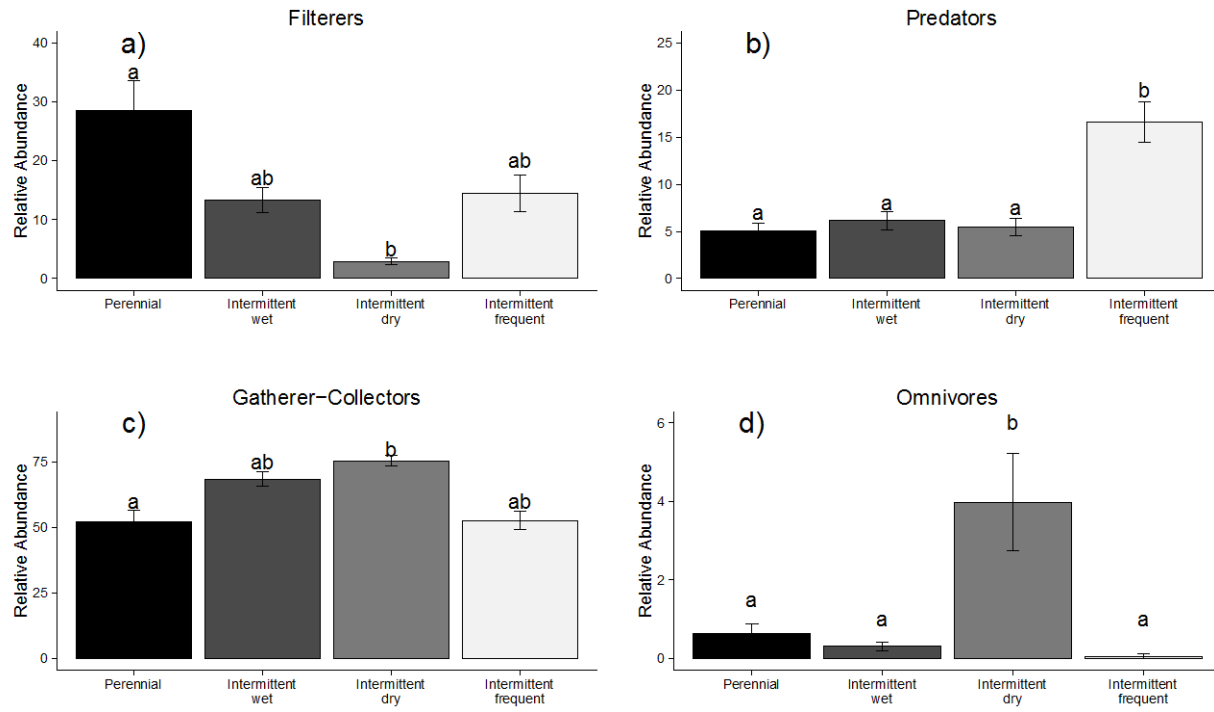 Filterers
a)
Relative Abundance
40
30
20
10
0
a
ab
b
ab
Perennial
Intermittent
wet
Intermittent
dry
Intermittent
frequent
Predators
b)
Relative Abundance
25
20
15
10
5
0
a
a
a
b
Perennial
Intermittent
wet
Intermittent
dry
Intermittent
frequent
Gatherer−Collectors
c)
Relative Abundance
75
50
25
0
a
ab
b
ab
Perennial
Intermittent
wet
Intermittent
dry
Intermittent
frequent
Omnivores
d)
Relative Abundance
6
4
2
0
a
a
b
a
Perennial
Intermittent
wet
Intermittent
dry
Intermittent
frequent